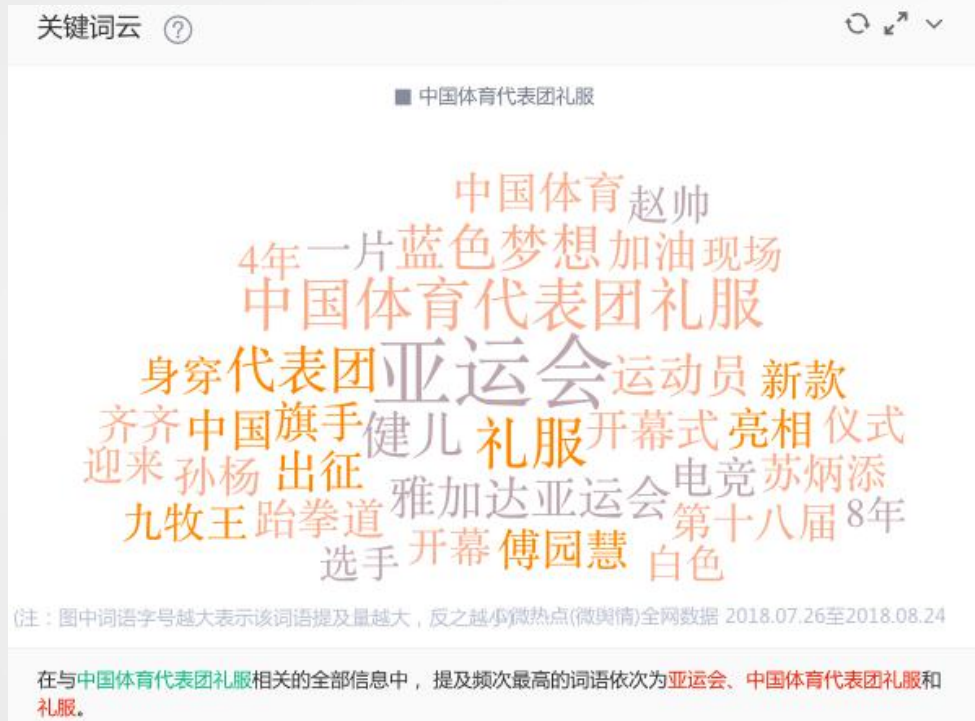 关键词云
中国体育代表团礼服
中国体育 赵帅
4年 一片 蓝色 梦想 加油 现场
中国体育代表团礼服
身穿 代表团 亚运会 运动员 新款
齐齐 中国 旗手 健儿 礼服 开幕式 亮相 仪式
迎来 孙杨 出征 雅加达亚运会 电竞 苏炳添
九牧王 跆拳道 第十八届 8年
选手 开幕 傅园慧 白色
(注：图中词语字号越大表示该词语提及量越大，反之越小) 微热点(微舆情)全网数据 2018.07.26至2018.08.24
在与中国体育代表团礼服相关的全部信息中，提及频次最高的词语依次为亚运会、中国体育代表团礼服和
礼服。